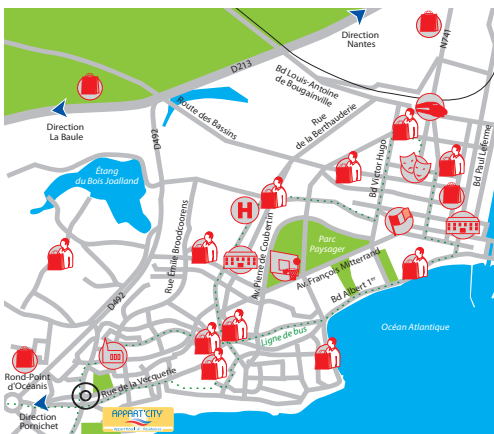 Direction
Nantes
N741
D213
Bd Louis-Antoine
de Bougainville
Route des Bassins
Rue
de la Berthauderie
Direction
La Baule
D492
Bd Victor Hugo
Bd Paul Leferme
Étang
du Bois Joalland
H
Rue Émile Broodcoorens
Av. Pierre de Coubertin
Parc
Paysager
Av. François Mitterrand
Bd Albert 1er
D492
Océan Atlantique
Ligne de bus
Rond-Point
d'Océanis
Rue de la Vecquerie
Direction
Pornichet
APPART'CITY